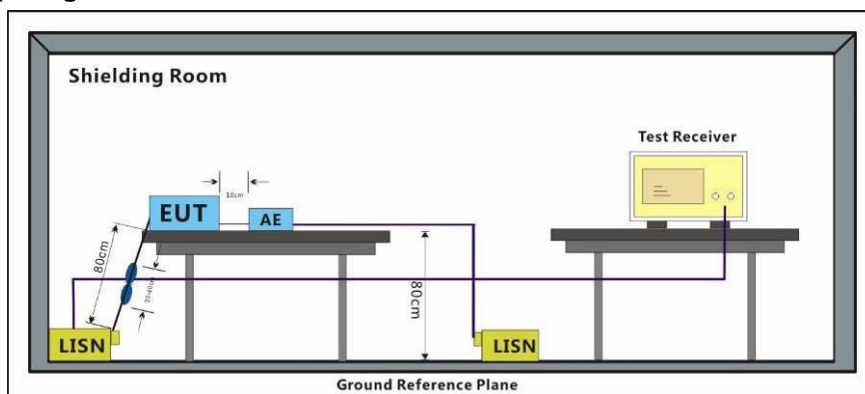 Shielding Room
Test Receiver
10cm
EUT
AE
80cm
80cm
LISN
LISN
Ground Reference Plane